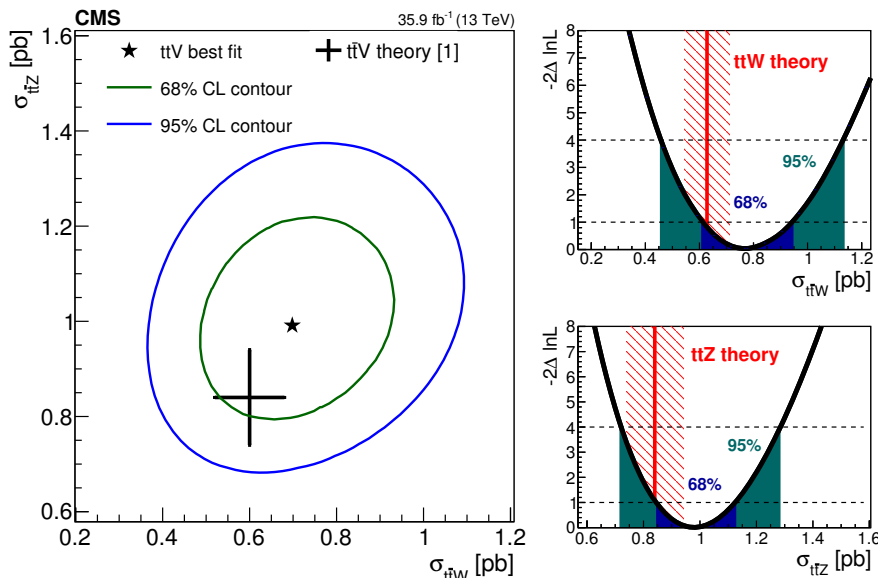 CMS
35.9 fb⁻¹ (13 TeV)
σ_tt̄Z [pb]
1.6
1.4
1.2
1
0.8
0.6
ttV best fit
tt̄V theory [1]
68% CL contour
95% CL contour
0.2 0.4 0.6 0.8 1 1.2
σ_tt̄W [pb]
-2Δ lnL
8
7
6
5
4
3
2
1
0
ttW theory
95%
68%
0.2 0.4 0.6 0.8 1 1.2
σ_tt̄W [pb]
-2Δ lnL
8
7
6
5
4
3
2
1
0
ttZ theory
95%
68%
0.6 0.8 1 1.2 1.4 1.6
σ_tt̄Z [pb]